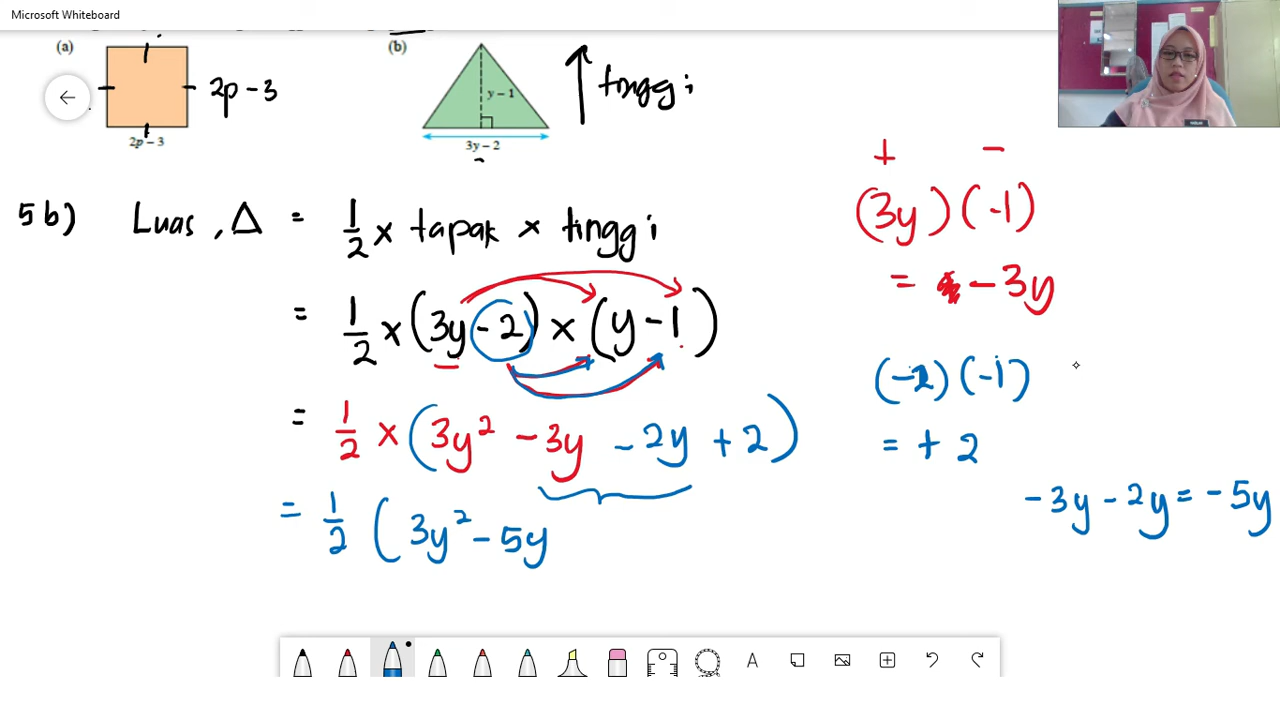 Microsoft Whiteboard
(a)
2p – 3
2p – 3
(b)
y – 1
3y – 2
tinggi
5b) Luas, Δ = 1/2 × tapak × tinggi
= 1/2 × (3y – 2) × (y – 1)
= 1/2 × (3y² – 3y – 2y + 2)
= 1/2 (3y² – 5y
+ –
(3y)(-1)
= – 3y
(-2)(-1)
= + 2
-3y – 2y = -5y
A